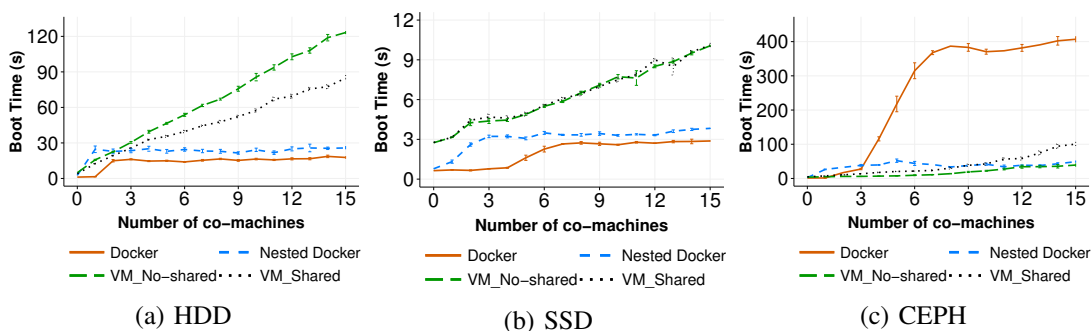 Boot Time (s)
120
90
60
30
0
0 3 6 9 12 15
Number of co−machines
Docker Nested Docker
VM_No−shared VM_Shared
(a) HDD
Boot Time (s)
12
9
6
3
0
0 3 6 9 12 15
Number of co−machines
Docker Nested Docker
VM_No−shared VM_Shared
(b) SSD
Boot Time (s)
400
300
200
100
50
0
0 3 6 9 12 15
Number of co−machines
Docker Nested Docker
VM_No−shared VM_Shared
(c) CEPH